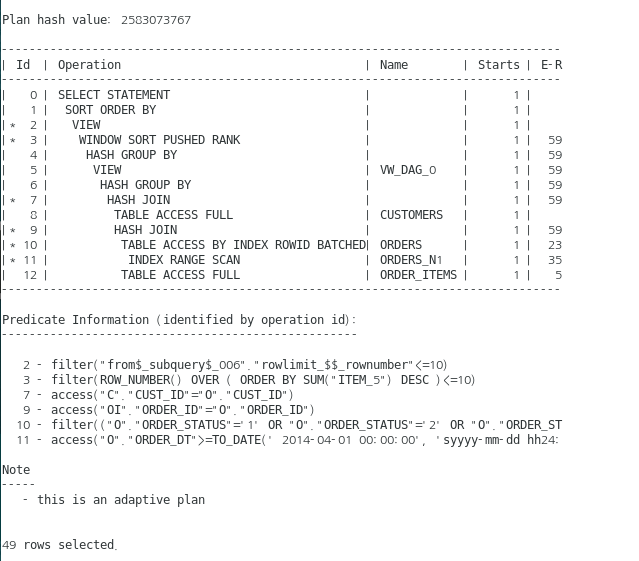 Plan hash value: 2583073767
--------------------------------------------------------------------------------
| Id | Operation | Name | Starts | E-R
--------------------------------------------------------------------------------
| 0 | SELECT STATEMENT | | 1 |
| 1 | SORT ORDER BY | | 1 |
|* 2 | VIEW | | 1 |
|* 3 | WINDOW SORT PUSHED RANK | | 1 | 59
| 4 | HASH GROUP BY | | 1 | 59
| 5 | VIEW | VW_DAG_0 | 1 | 59
| 6 | HASH GROUP BY | | 1 | 59
|* 7 | HASH JOIN | | 1 | 59
| 8 | TABLE ACCESS FULL | CUSTOMERS | 1 |
|* 9 | HASH JOIN | | 1 | 59
|* 10 | TABLE ACCESS BY INDEX ROWID BATCHED| ORDERS | 1 | 23
|* 11 | INDEX RANGE SCAN | ORDERS_N1 | 1 | 35
| 12 | TABLE ACCESS FULL | ORDER_ITEMS | 1 | 5
--------------------------------------------------------------------------------
Predicate Information (identified by operation id):
---------------------------------------------------
2 - filter("from$_subquery$_006"."rowlimit_$$_rownumber"<=10)
3 - filter(ROW_NUMBER() OVER ( ORDER BY SUM("ITEM_5") DESC )<=10)
7 - access("C"."CUST_ID"="O"."CUST_ID")
9 - access("OI"."ORDER_ID"="O"."ORDER_ID")
10 - filter(("O"."ORDER_STATUS"='1' OR "O"."ORDER_STATUS"='2' OR "O"."ORDER_ST
11 - access("O"."ORDER_DT">=TO_DATE(' 2014-04-01 00:00:00', 'syyyy-mm-dd hh24:
Note
-----
- this is an adaptive plan
49 rows selected.